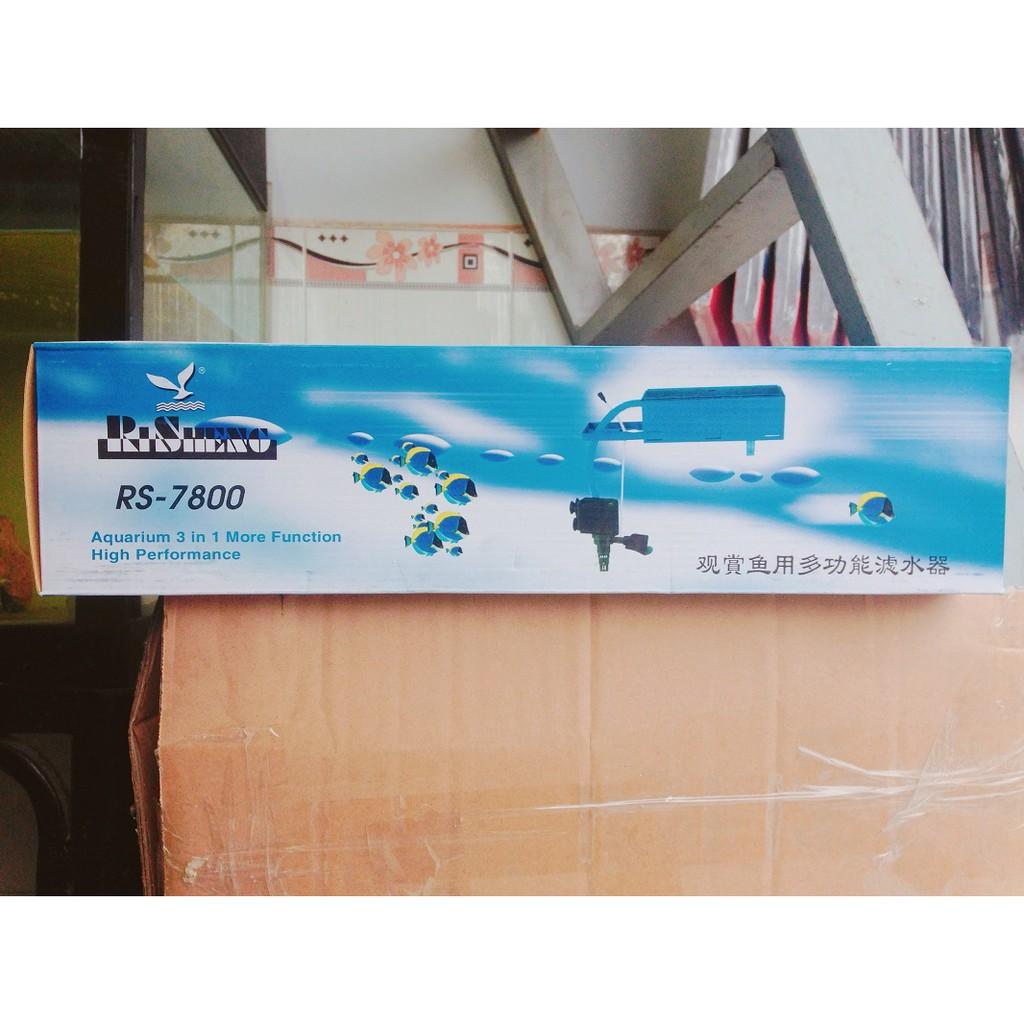 ®
RiSHENG
RS-7800
Aquarium 3 in 1 More Function
High Performance
观賞鱼用多功能滤水器